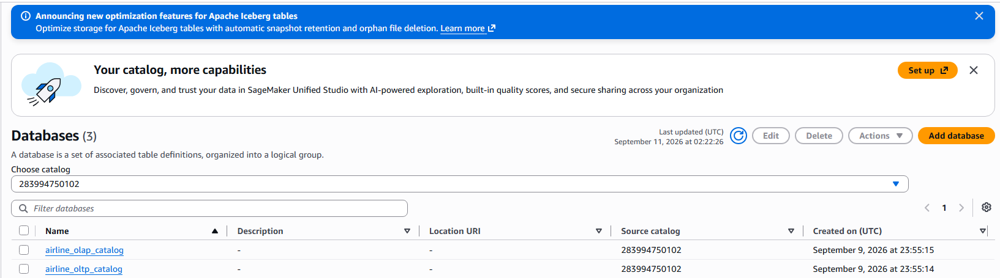 Announcing new optimization features for Apache Iceberg tables
Optimize storage for Apache Iceberg tables with automatic snapshot retention and orphan file deletion. Learn more
Your catalog, more capabilities
Set up
Discover, govern, and trust your data in SageMaker Unified Studio with AI-powered exploration, built-in quality scores, and secure sharing across your organization
Databases (3)
Last updated (UTC)
September 11, 2026 at 02:22:26
Edit Delete Actions Add database
A database is a set of associated table definitions, organized into a logical group.
Choose catalog
283994750102
Filter databases
1
Name Description Location URI Source catalog Created on (UTC)
airline_olap_catalog - - 283994750102 September 9, 2026 at 23:55:15
airline_oltp_catalog - - 283994750102 September 9, 2026 at 23:55:14